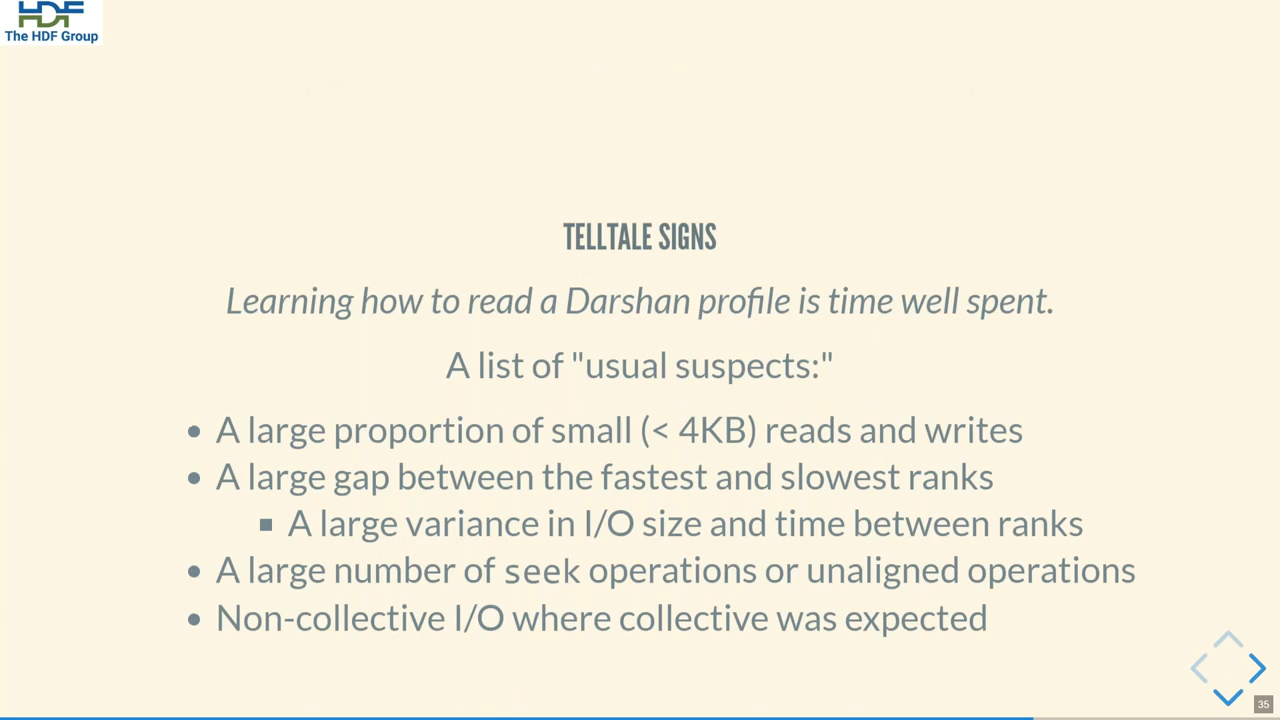 HDF
The HDF Group
TELLTALE SIGNS
Learning how to read a Darshan profile is time well spent.
A list of "usual suspects:"
A large proportion of small (< 4KB) reads and writes
A large gap between the fastest and slowest ranks
A large variance in I/O size and time between ranks
A large number of seek operations or unaligned operations
Non-collective I/O where collective was expected
35